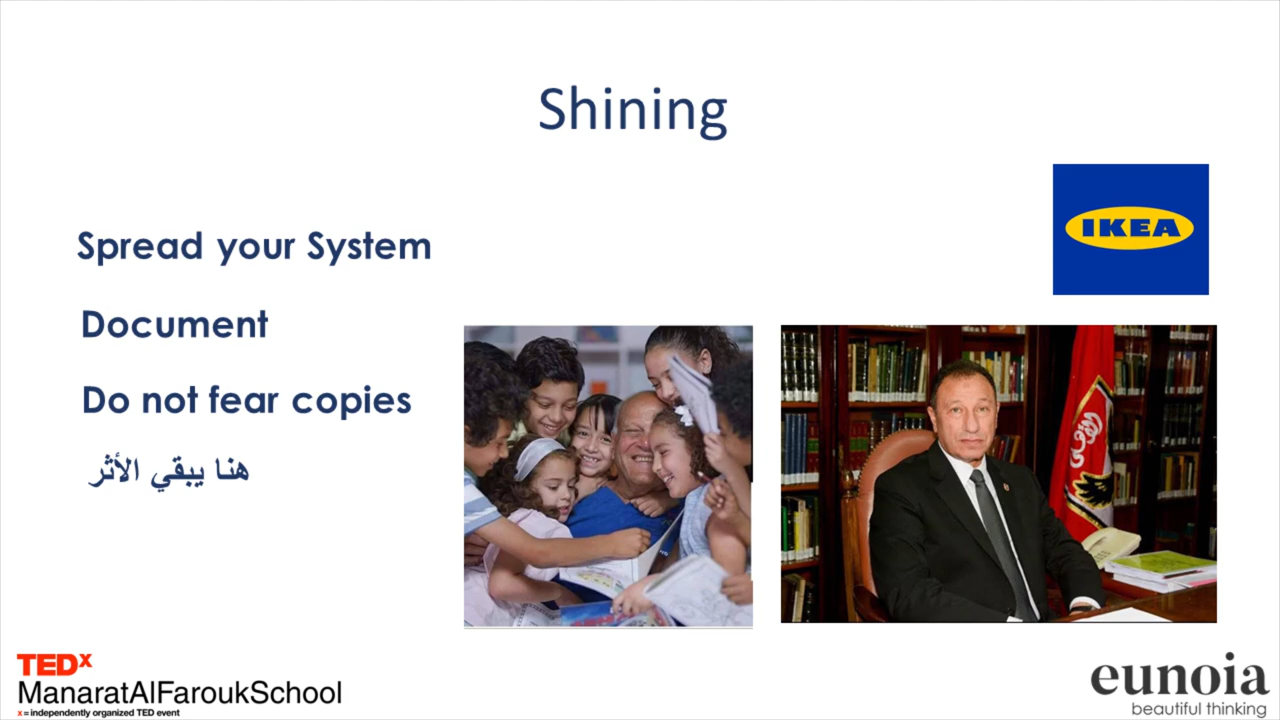 Shining
IKEA
Spread your System
Document
Do not fear copies
هنا يبقي الأثر
TEDx
ManaratAlFaroukSchool
x = independently organized TED event
eunoia
beautiful thinking